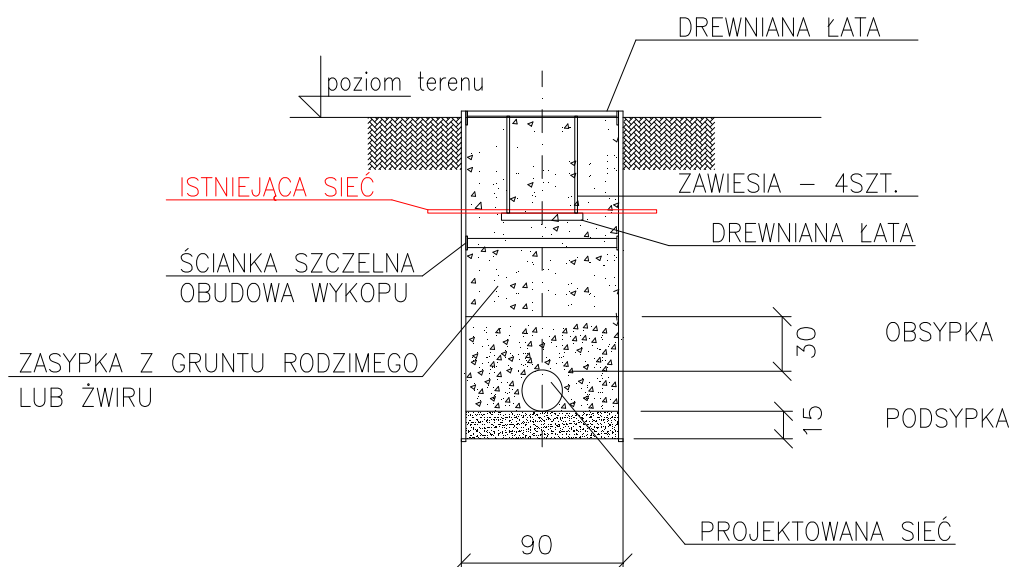 DREWNIANA ŁATA
poziom terenu
ISTNIEJĄCA SIEĆ
ZAWIESIA - 4SZT.
DREWNIANA ŁATA
ŚCIANKA SZCZELNA
OBUDOWA WYKOPU
30
OBSYPKA
ZASYPKA Z GRUNTU RODZIMEGO
LUB ŻWIRU
15
PODSYPKA
PROJEKTOWANA SIEĆ
90